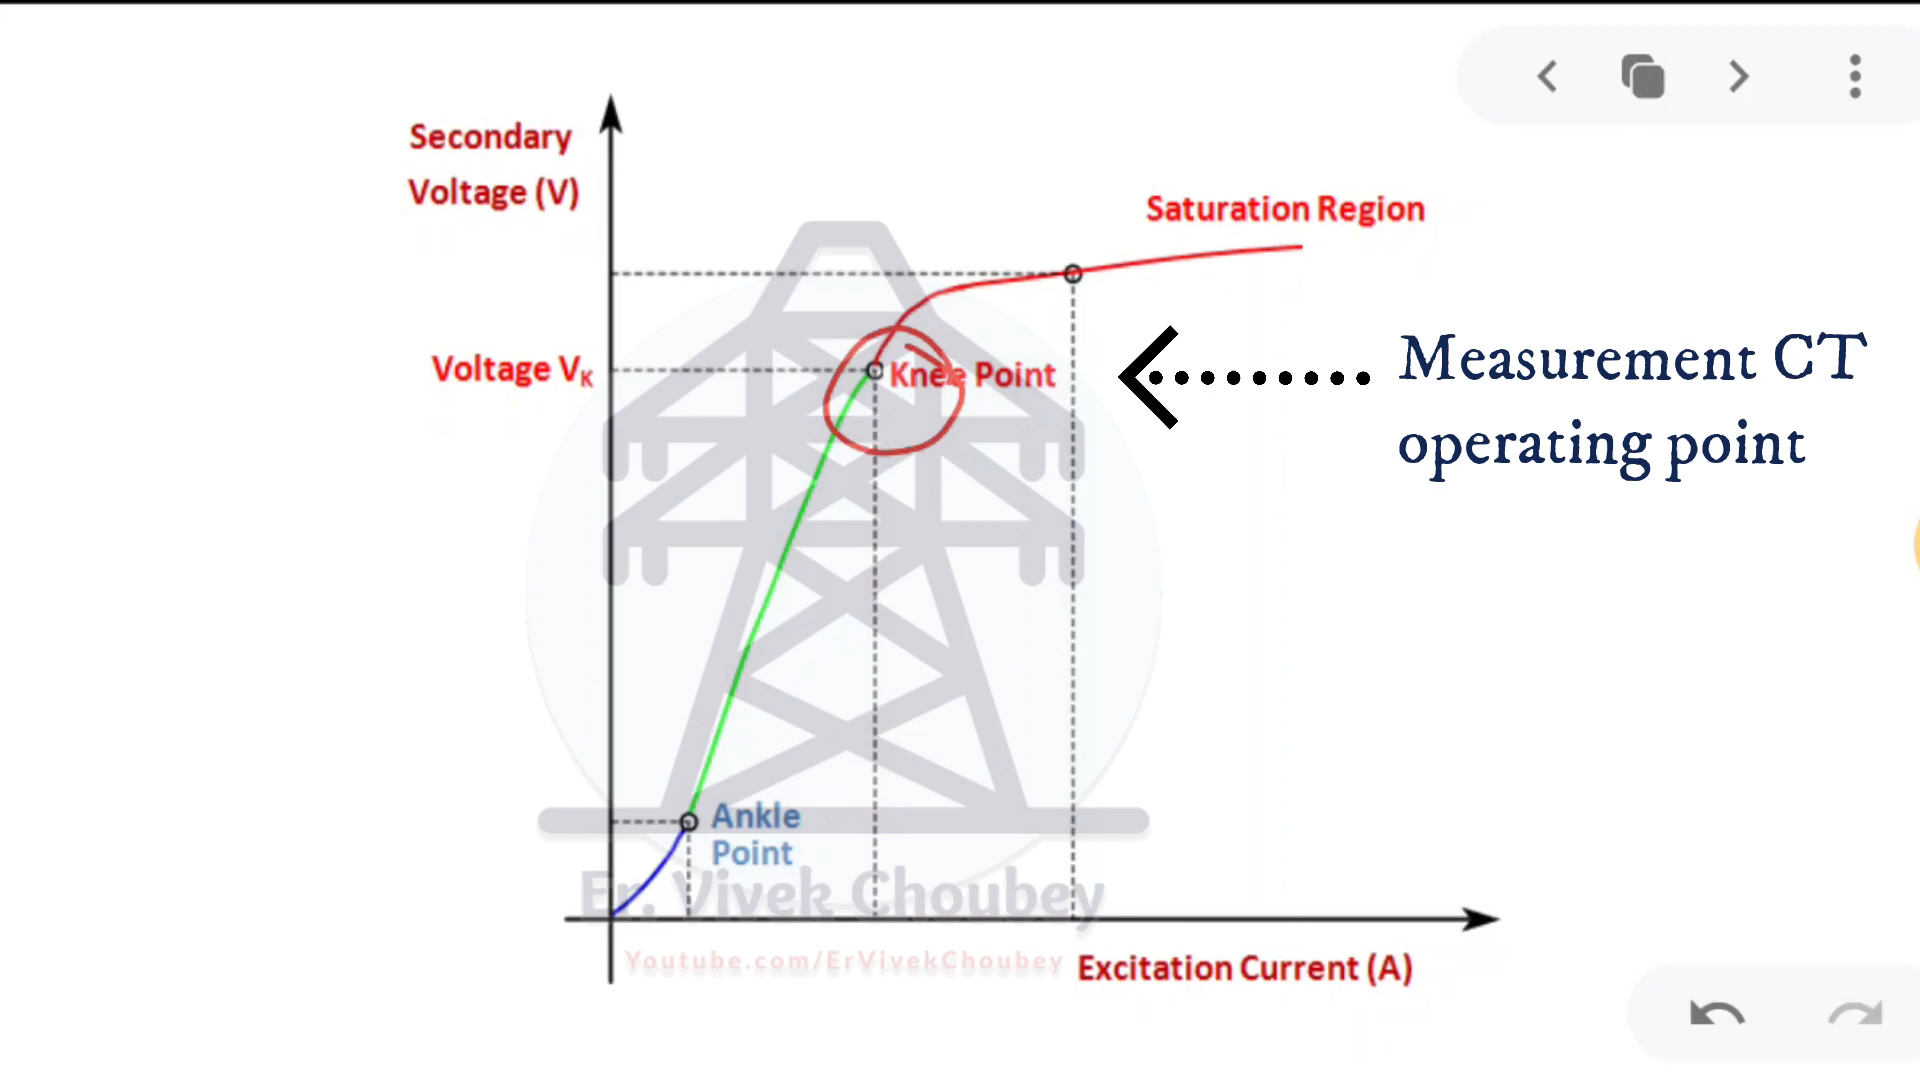 Secondary
Voltage (V)
Saturation Region
Voltage VK
Knee Point
Measurement CT
operating point
Ankle
Point
Er. Vivek Choubey
Youtube.com/ErVivekChoubey
Excitation Current (A)